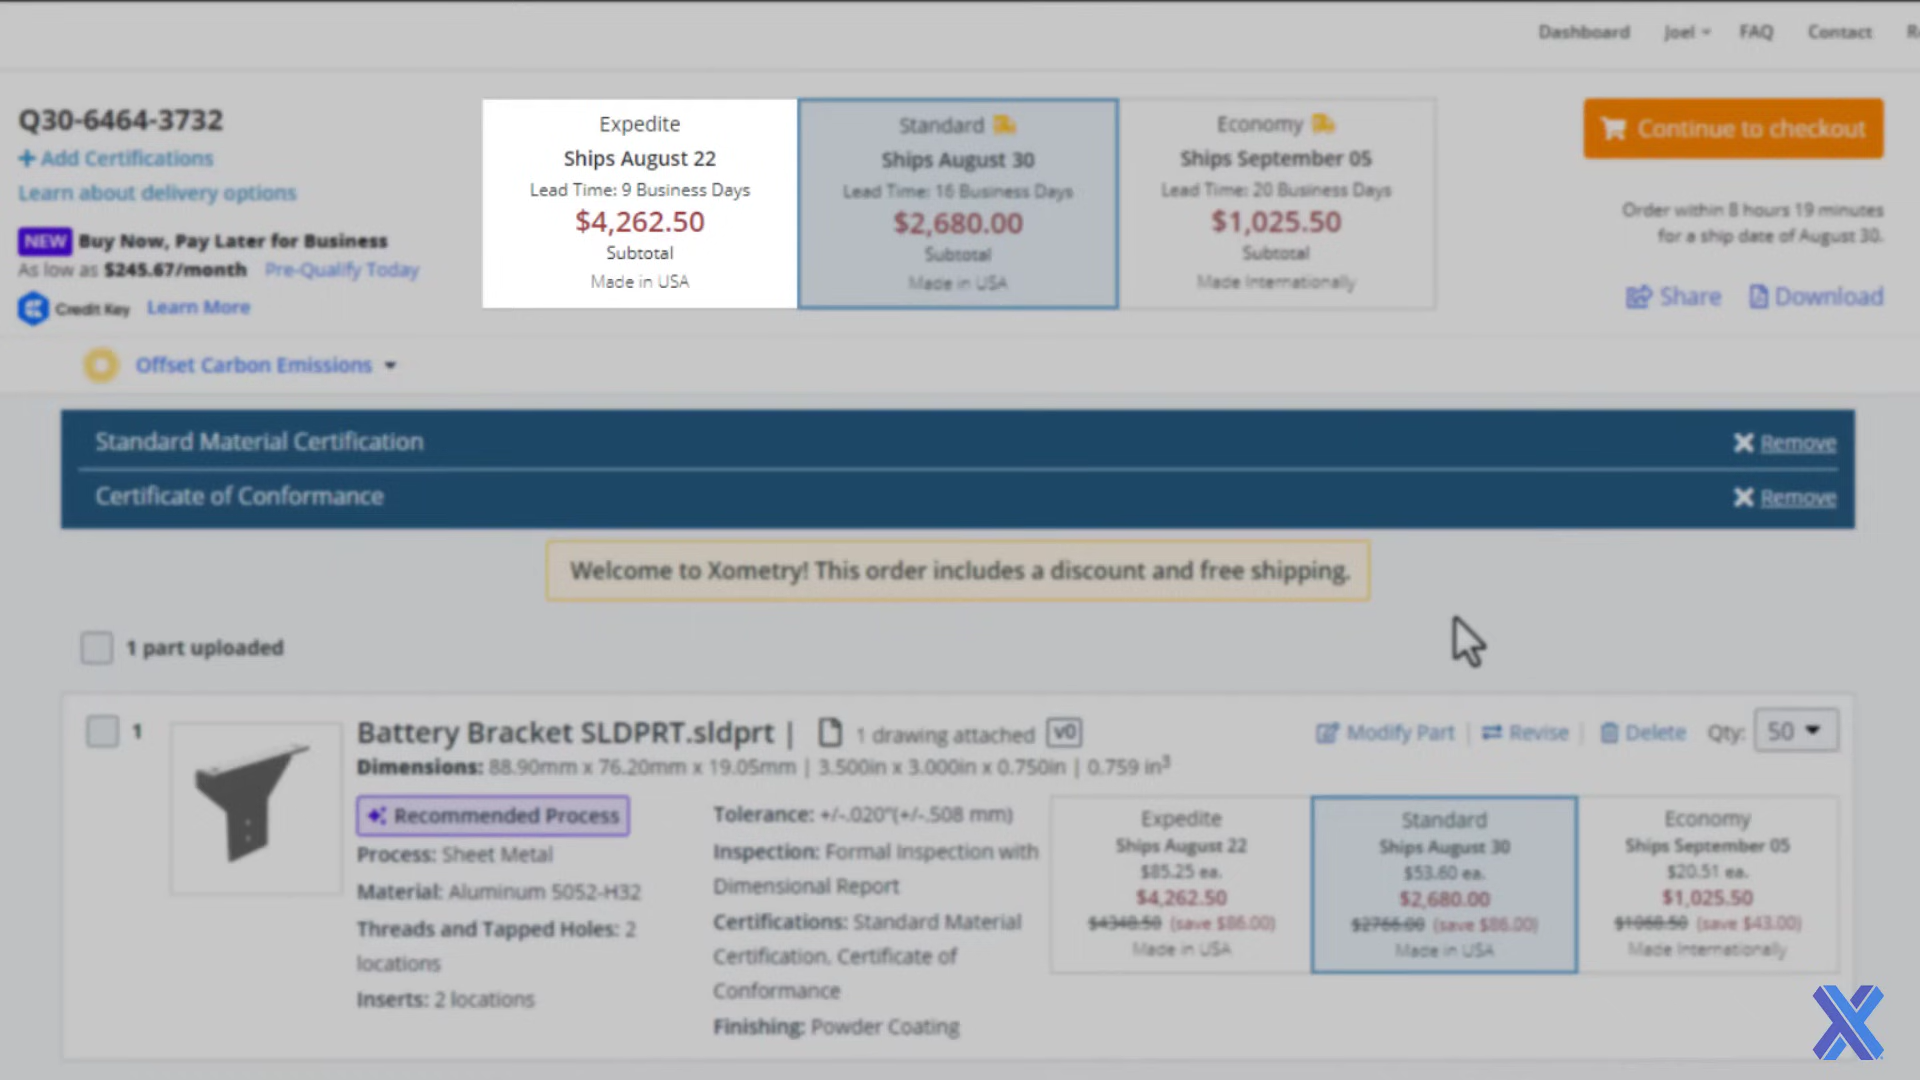 Dashboard Joel FAQ Contact
Q30-6464-3732
Add Certifications
Learn about delivery options
NEW Buy Now, Pay Later for Business
As low as $245.67/month Pre-Qualify Today
Credit Key Learn More
Expedite
Ships August 22
Lead Time: 9 Business Days
$4,262.50
Subtotal
Made in USA
Standard
Ships August 30
Lead Time: 16 Business Days
$2,680.00
Subtotal
Made in USA
Economy
Ships September 05
Lead Time: 20 Business Days
$1,025.50
Subtotal
Made Internationally
Continue to checkout
Order within 8 hours 19 minutes
for a ship date of August 30.
Share Download
Offset Carbon Emissions
Standard Material Certification Remove
Certificate of Conformance Remove
Welcome to Xometry! This order includes a discount and free shipping.
1 part uploaded
1
Battery Bracket SLDPRT.sldprt | 1 drawing attached v0
Modify Part | Revise | Delete Qty: 50
Dimensions: 88.90mm x 76.20mm x 19.05mm | 3.500in x 3.000in x 0.750in | 0.759 in³
Recommended Process
Process: Sheet Metal
Material: Aluminum 5052-H32
Threads and Tapped Holes: 2
locations
Inserts: 2 locations
Tolerance: +/-.020"(+/-.508 mm)
Inspection: Formal Inspection with
Dimensional Report
Certifications: Standard Material
Certification, Certificate of
Conformance
Finishing: Powder Coating
Expedite
Ships August 22
$85.25 ea.
$4,262.50
$4348.50 (save $86.00)
Made in USA
Standard
Ships August 30
$53.60 ea.
$2,680.00
$2766.00 (save $86.00)
Made in USA
Economy
Ships September 05
$20.51 ea.
$1,025.50
$1068.50 (save $43.00)
Made Internationally